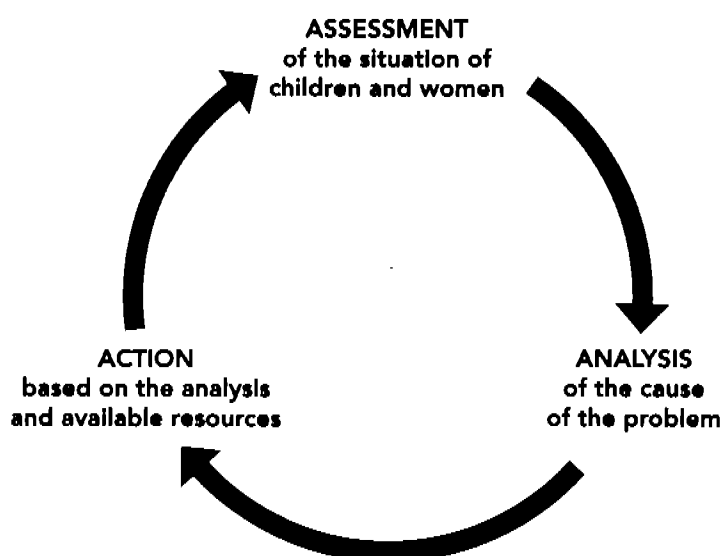 ASSESSMENT
of the situation of
children and women
ACTION
based on the analysis
and available resources
ANALYSIS
of the cause
of the problem